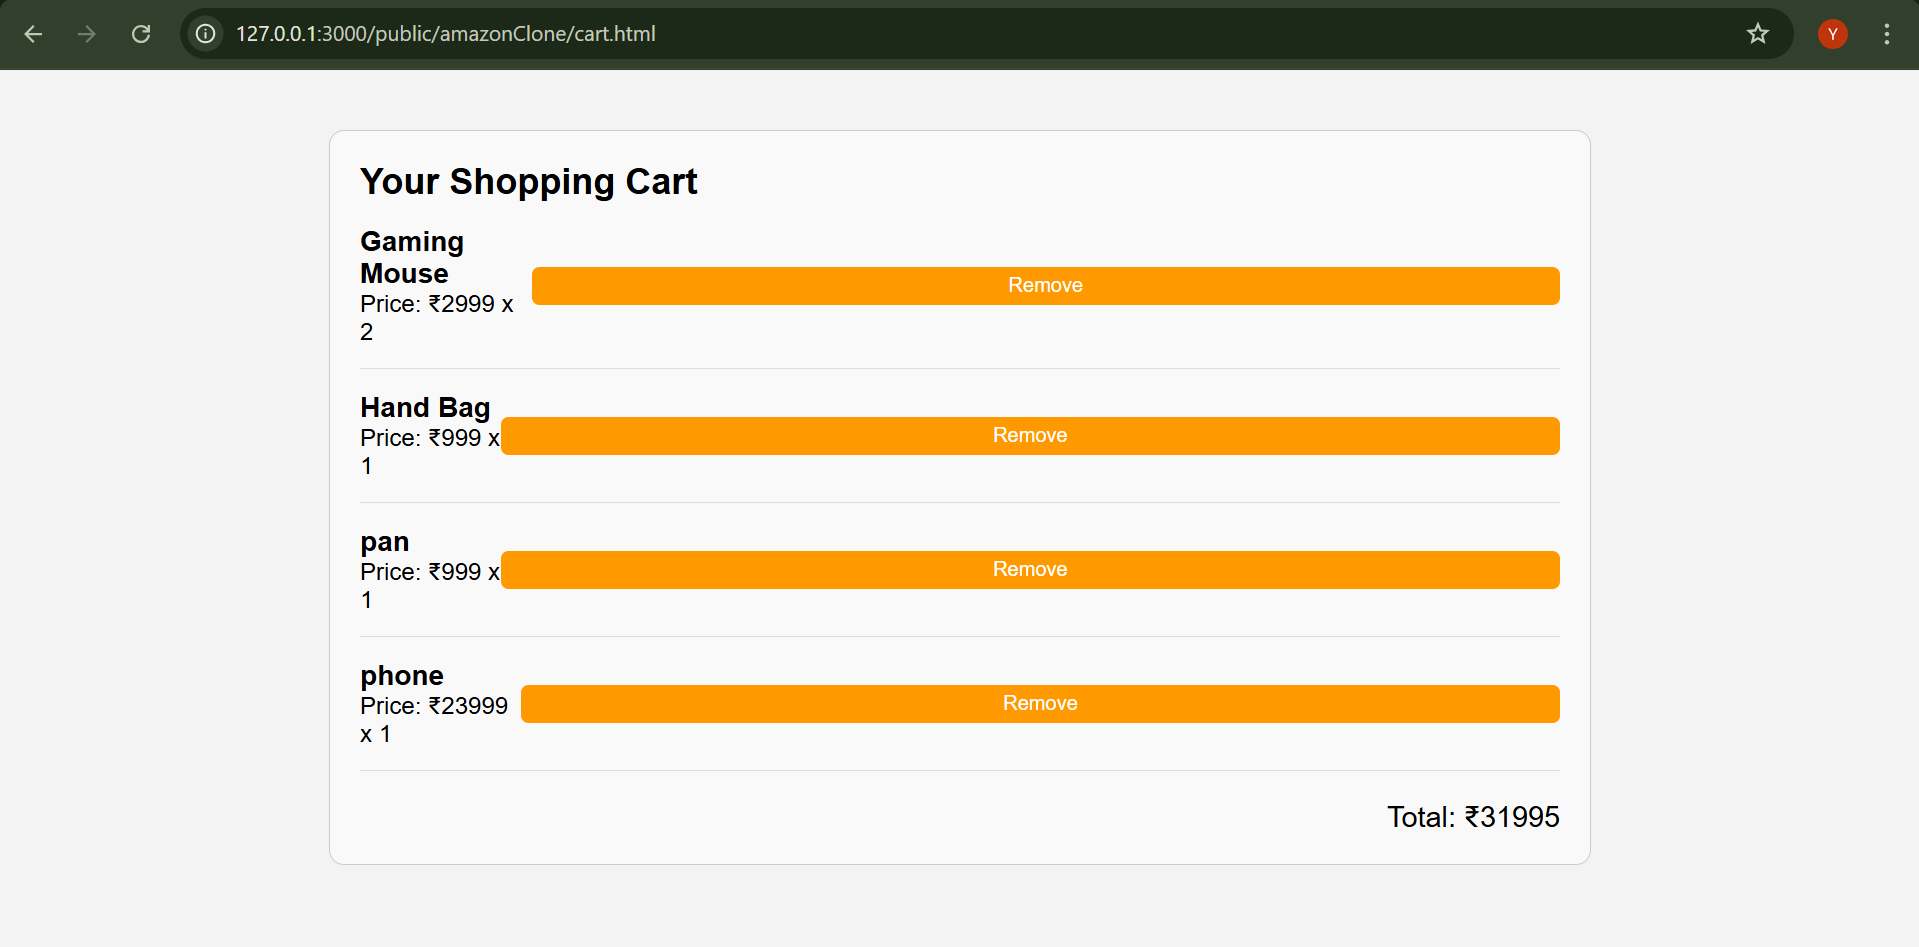 127.0.0.1:3000/public/amazonClone/cart.html
Y
Your Shopping Cart
Gaming
Mouse
Price: ₹2999 x
2
Remove
Hand Bag
Price: ₹999 x
1
Remove
pan
Price: ₹999 x
1
Remove
phone
Price: ₹23999
x 1
Remove
Total: ₹31995